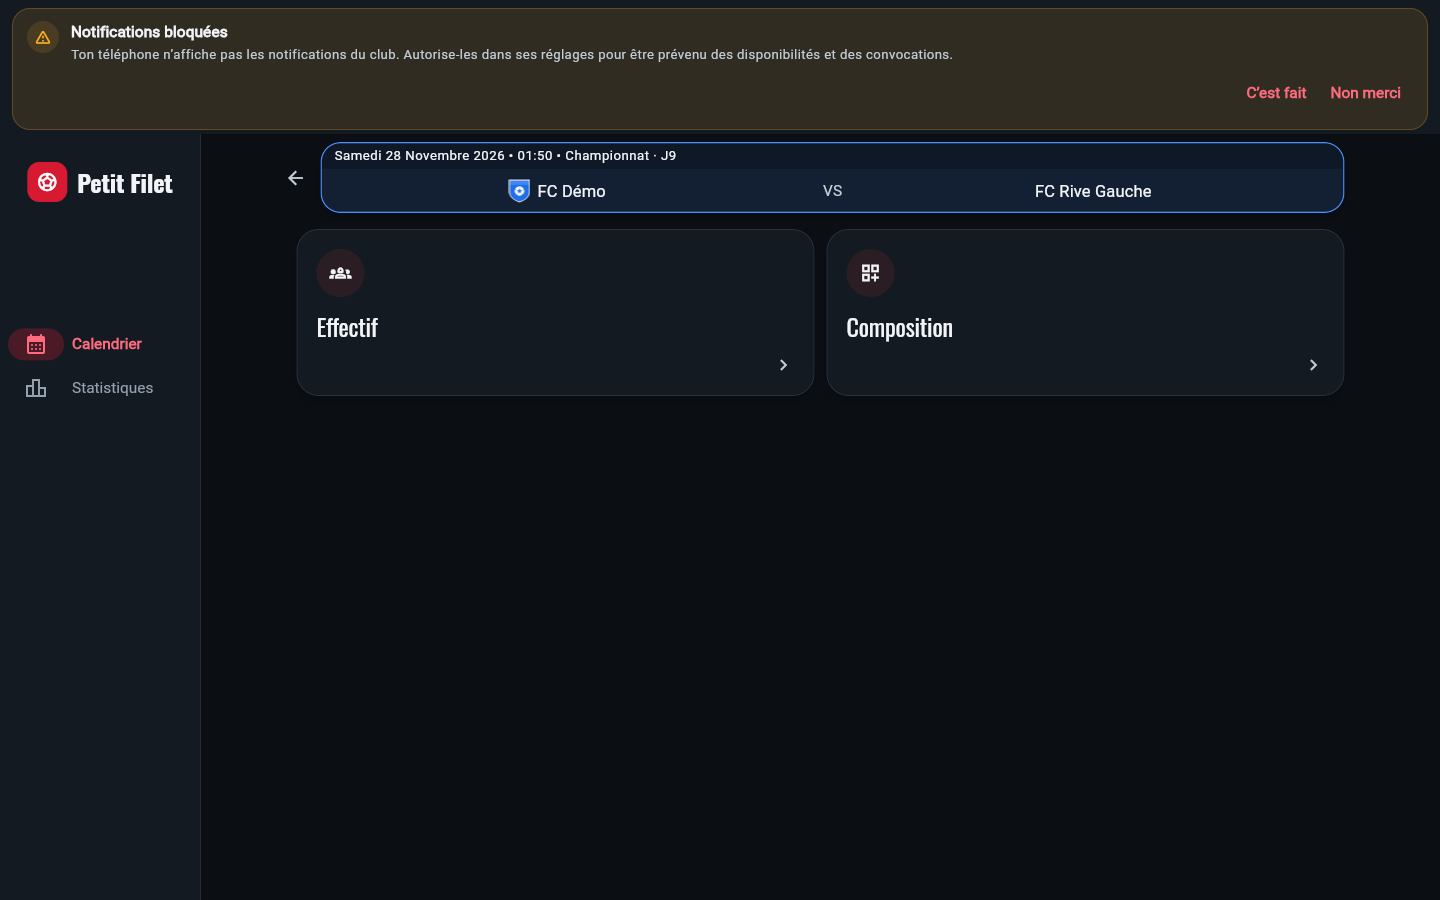 Notifications bloquées
Ton téléphone n'affiche pas les notifications du club. Autorise-les dans ses réglages pour être prévenu des disponibilités et des convocations.
C'est fait
Non merci
Petit Filet
Samedi 28 Novembre 2026 • 01:50 • Championnat · J9
FC Démo
VS
FC Rive Gauche
Effectif
Composition
Calendrier
Statistiques